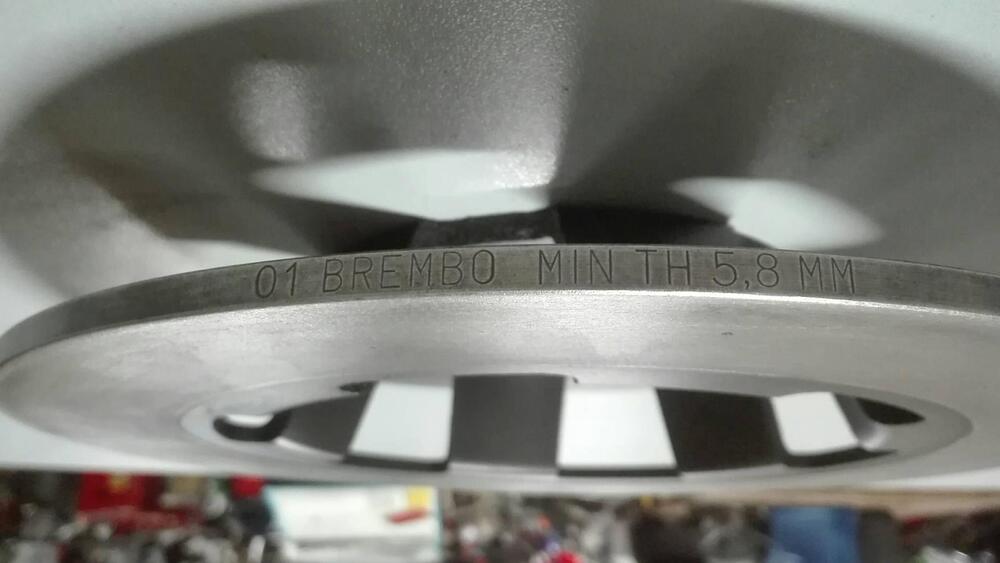 01 BREMBO MIN TH 5,8 MM